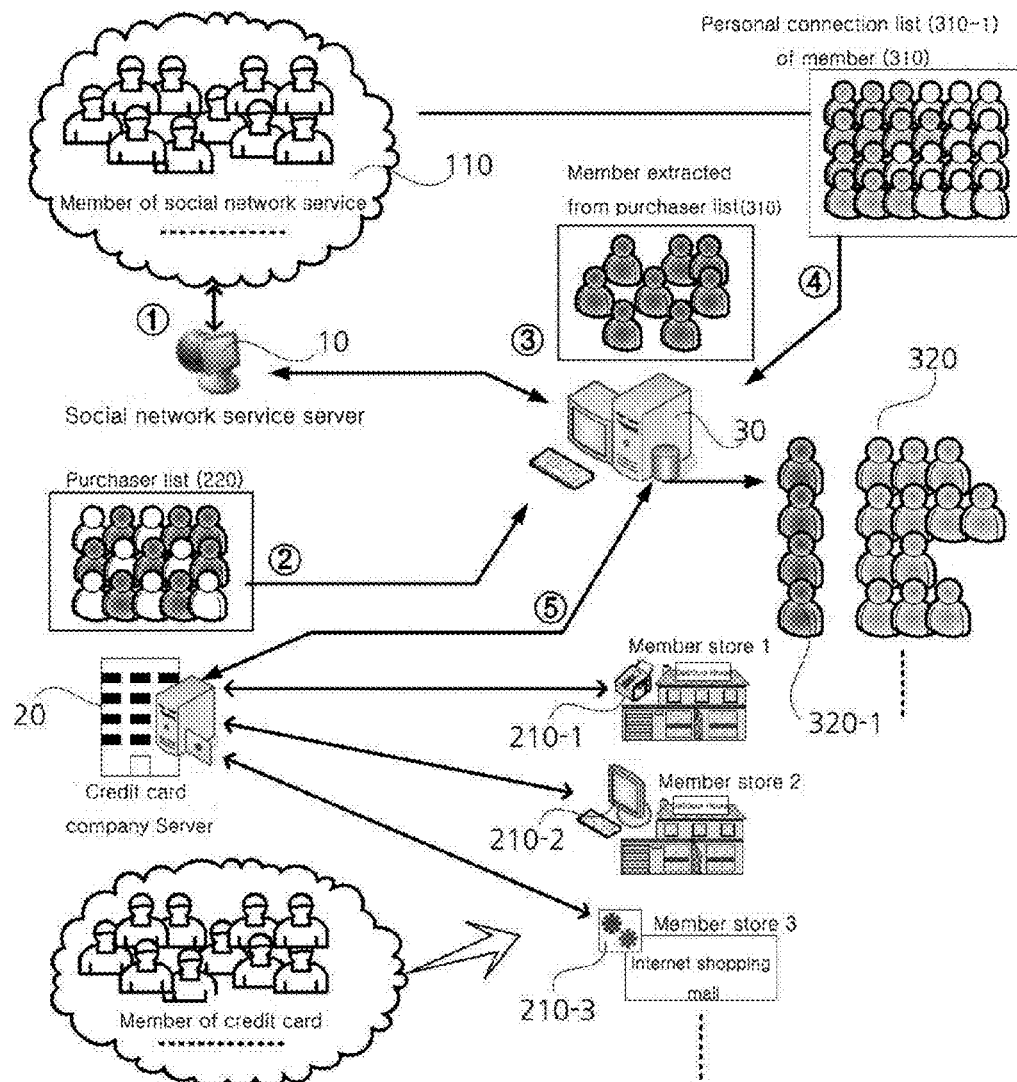 Personal connection list (310-1)
of member (310)
110
Member of social network service
Member extracted
from purchaser list(310)
④
①
10
③
320
Social network service server
30
Purchaser list (220)
②
⑤
Member store 1
20
210-1
320-1
Credit card
company Server
Member store 2
210-2
Member store 3
Internet shopping
mall
210-3
Member of credit card